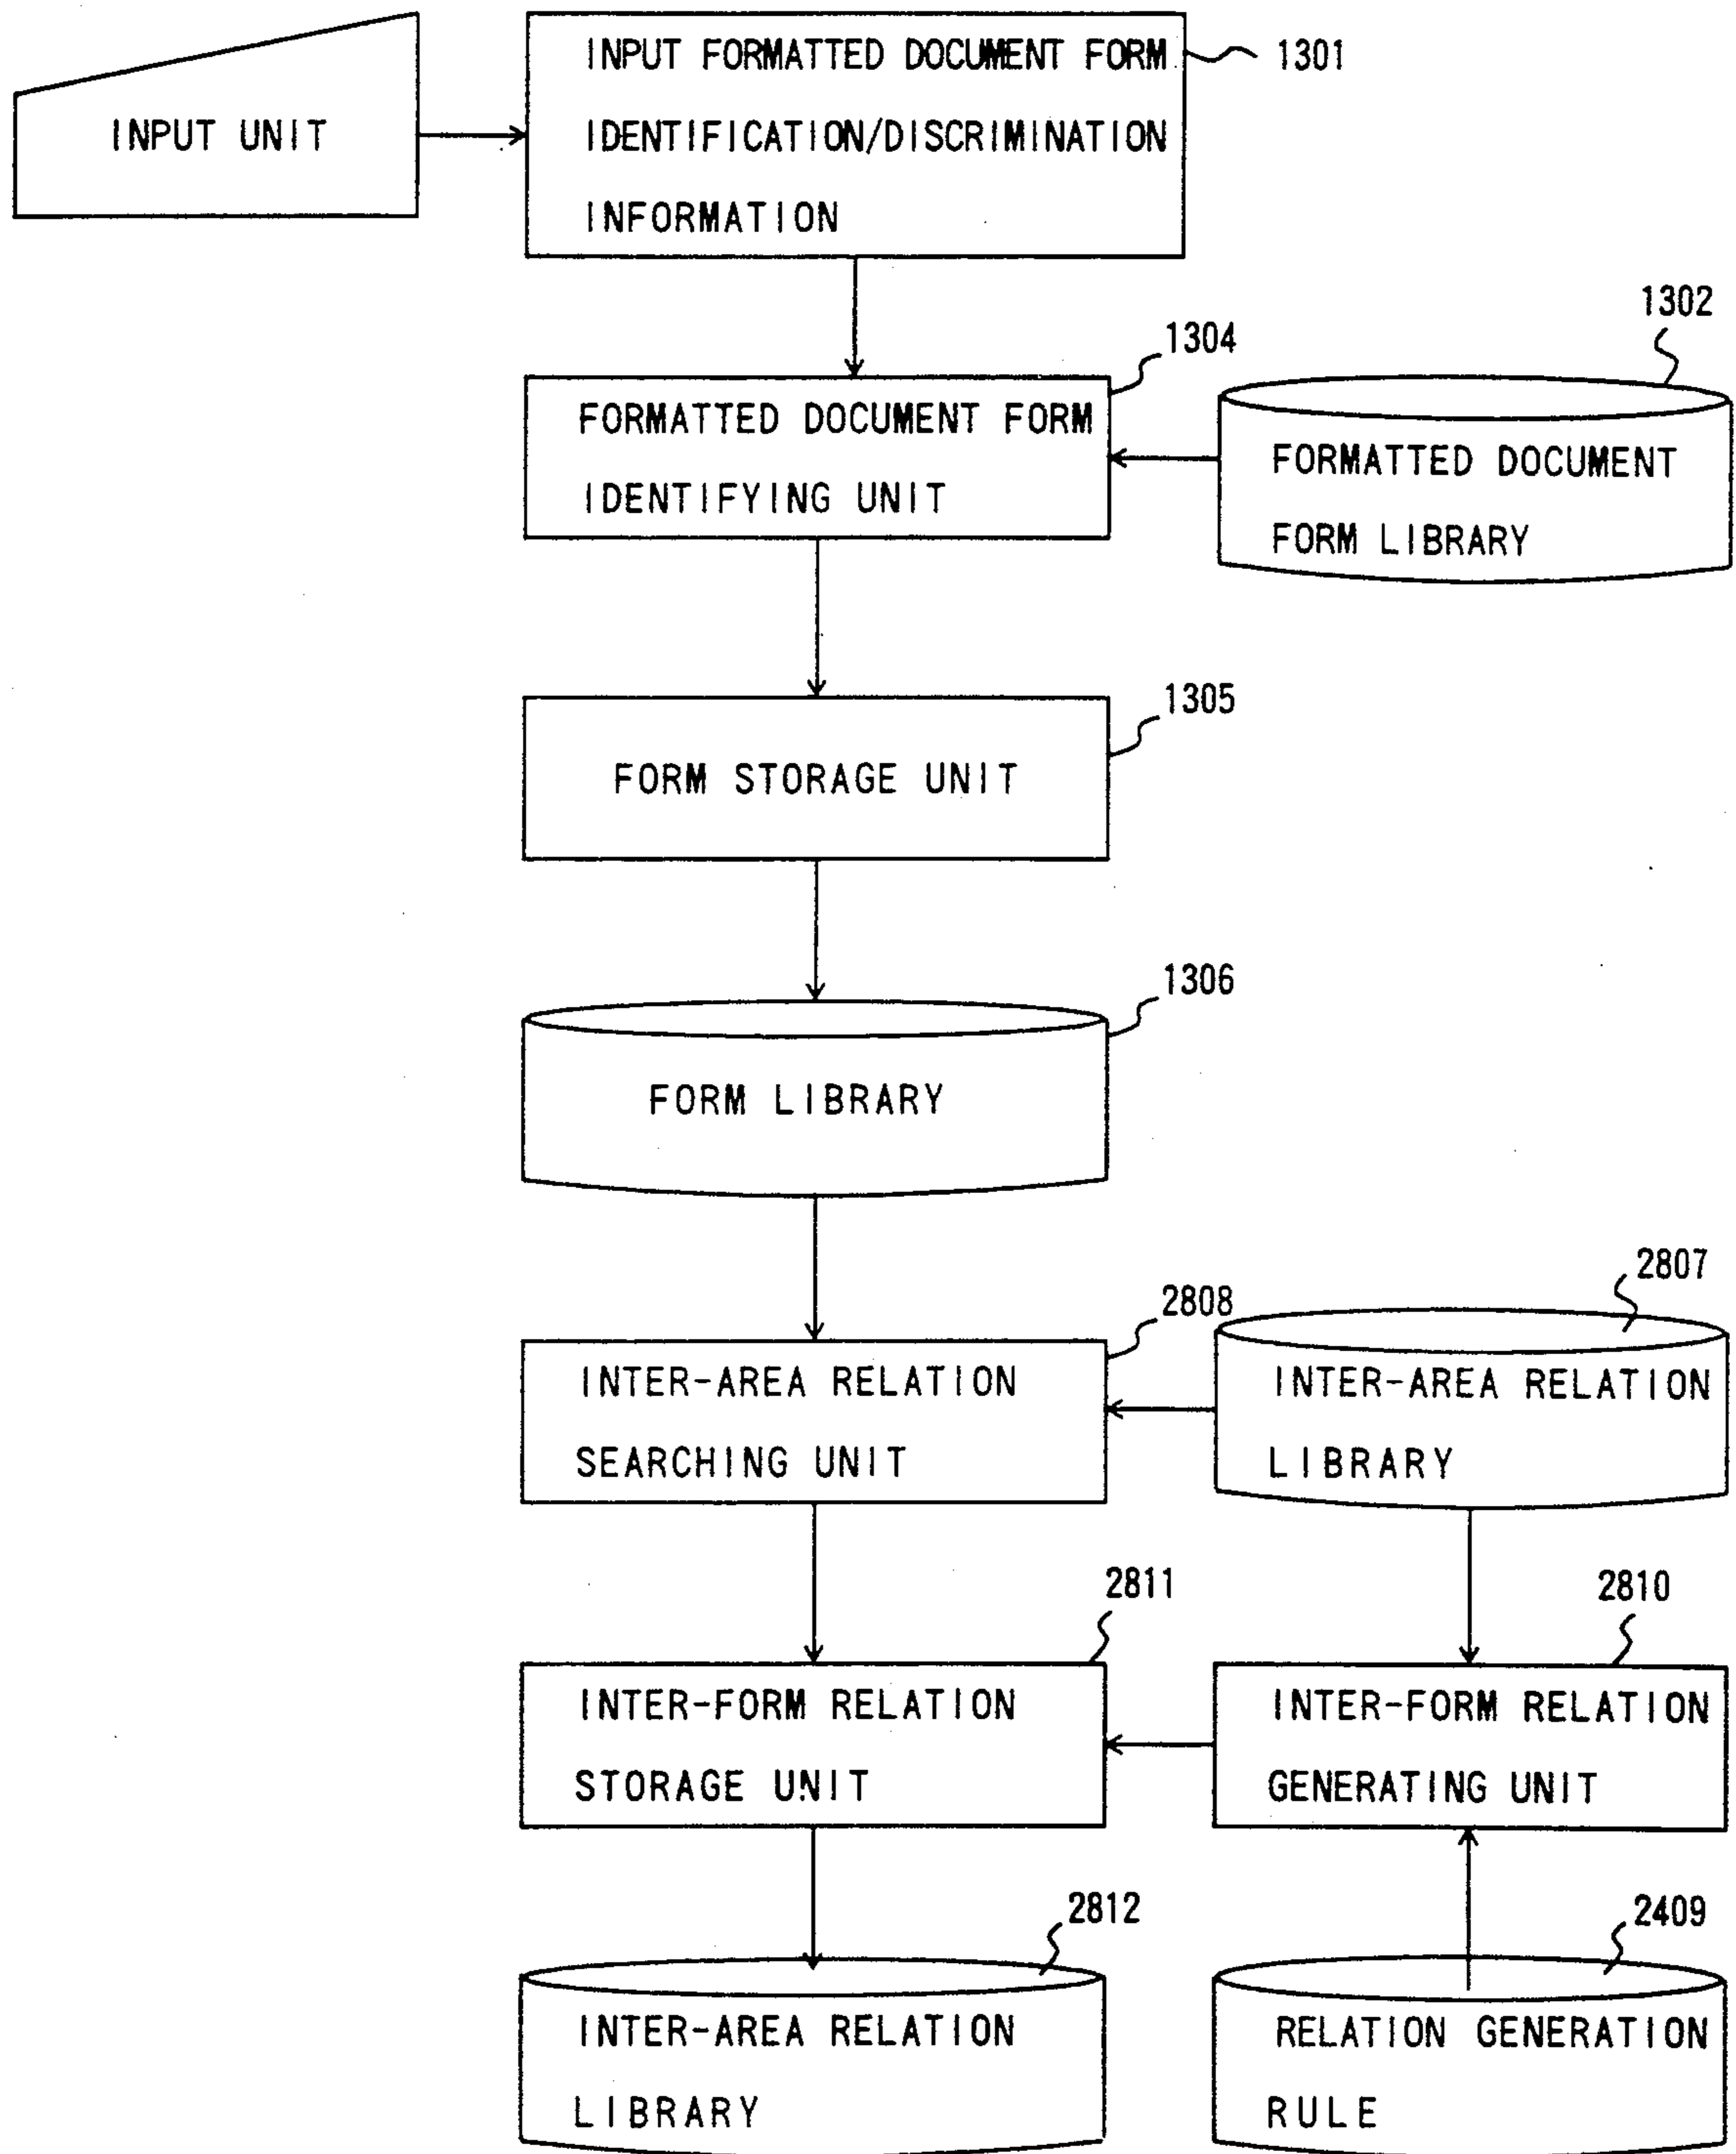 INPUT UNIT
INPUT FORMATTED DOCUMENT FORM
IDENTIFICATION/DISCRIMINATION
INFORMATION
1301
1304
1302
FORMATTED DOCUMENT FORM
IDENTIFYING UNIT
FORMATTED DOCUMENT
FORM LIBRARY
1305
FORM STORAGE UNIT
1306
FORM LIBRARY
2808
2807
INTER-AREA RELATION
SEARCHING UNIT
INTER-AREA RELATION
LIBRARY
2811
2810
INTER-FORM RELATION
STORAGE UNIT
INTER-FORM RELATION
GENERATING UNIT
2812
2409
INTER-AREA RELATION
LIBRARY
RELATION GENERATION
RULE